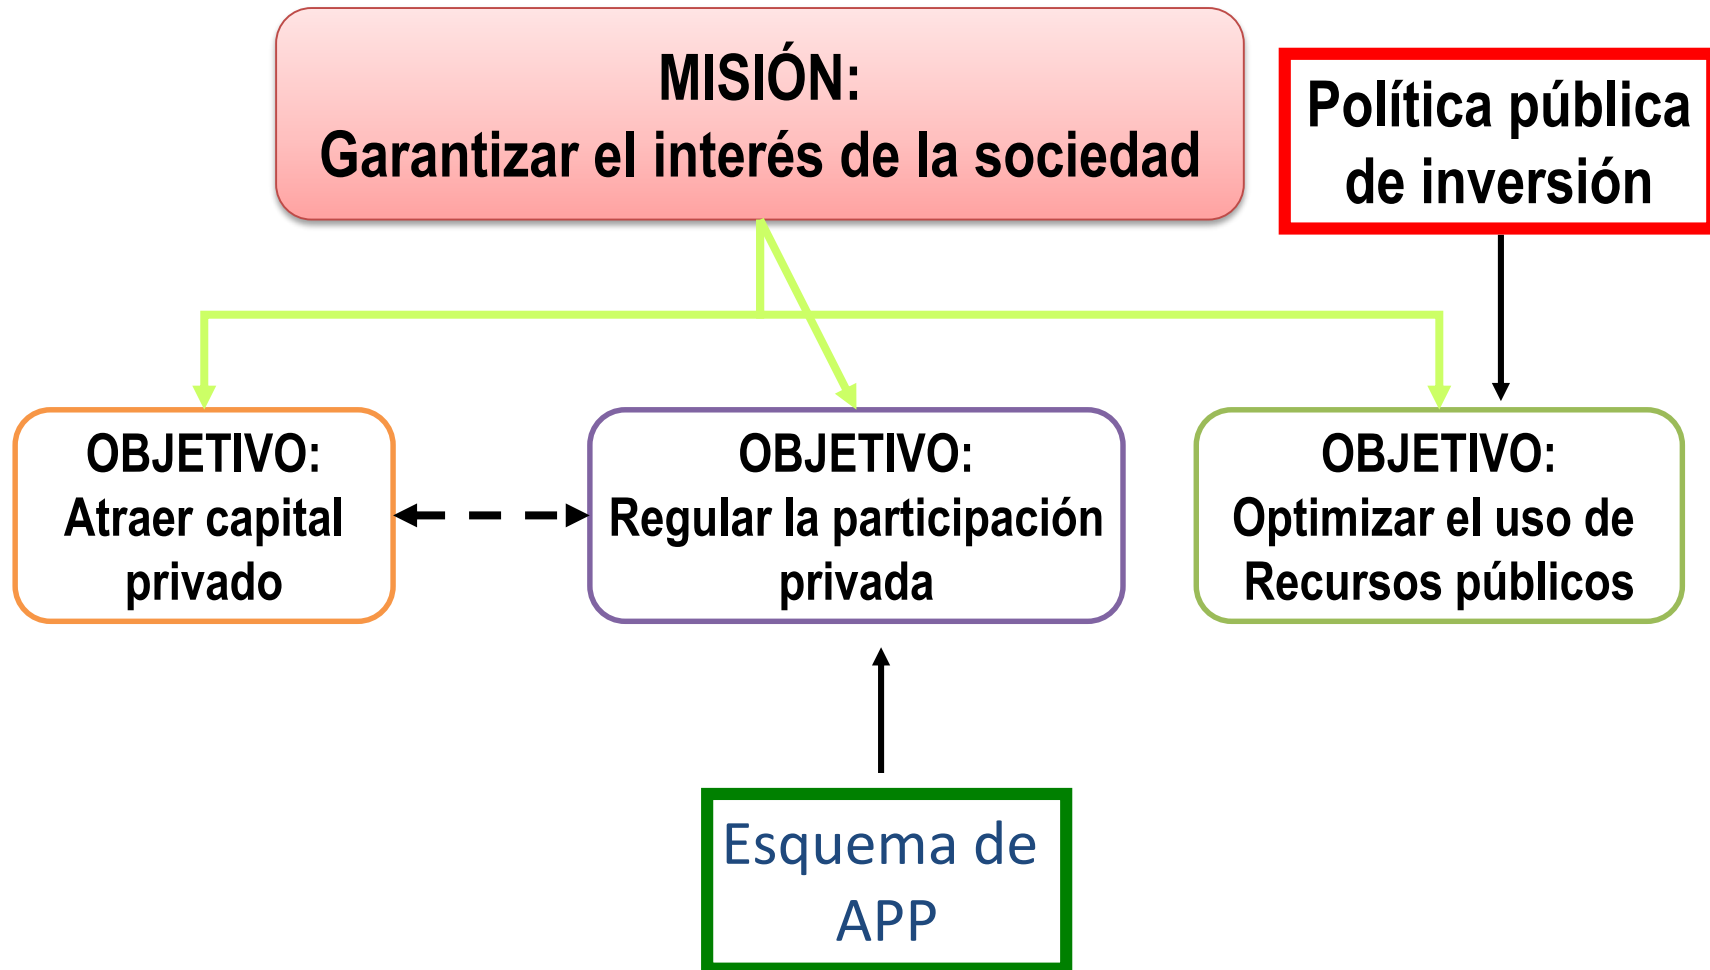 MISIÓN:
Garantizar el interés de la sociedad
Política pública
de inversión
OBJETIVO:
Atraer capital
privado
OBJETIVO:
Regular la participación
privada
OBJETIVO:
Optimizar el uso de
Recursos públicos
Esquema de
APP